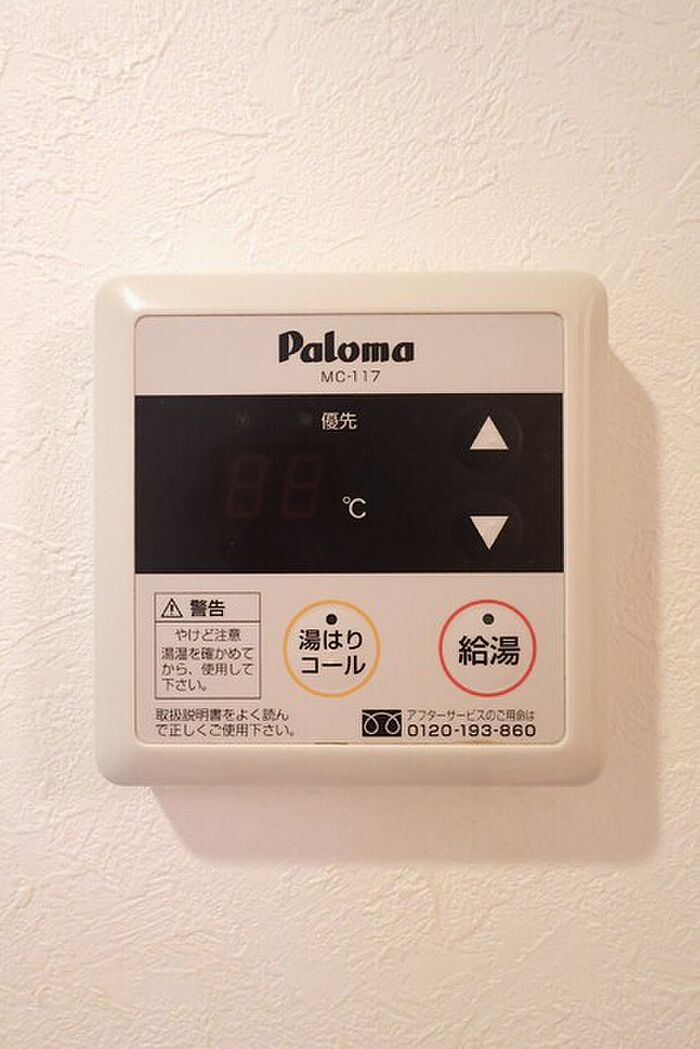 Paloma
MC-117
優先
℃
▲
▼
警告
やけど注意
湯温を確かめて
から、使用して
下さい。
湯はり
コール
給湯
取扱説明書をよく読ん
で正しくご使用下さい。
アフターサービスのご用命は
0120-193-860